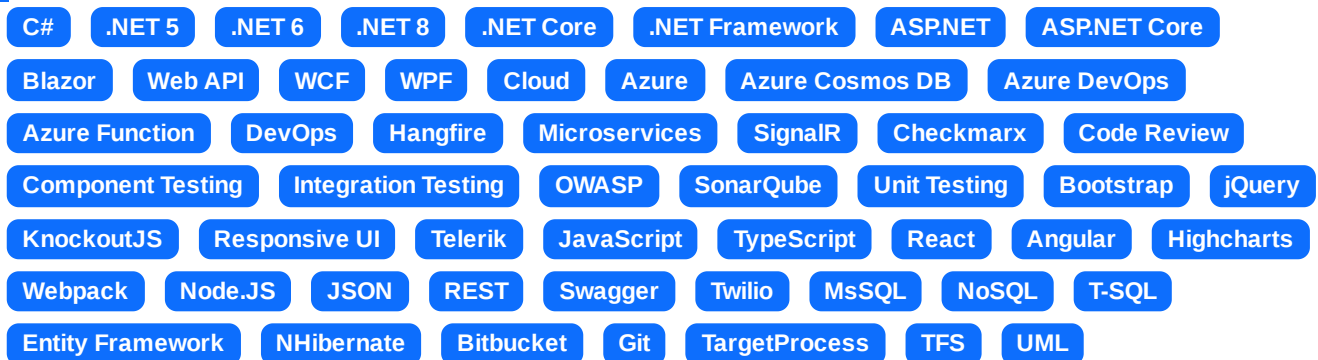 C# .NET 5 .NET 6 .NET 8 .NET Core .NET Framework ASP.NET ASP.NET Core
Blazor Web API WCF WPF Cloud Azure Azure Cosmos DB Azure DevOps
Azure Function DevOps Hangfire Microservices SignalR Checkmarx Code Review
Component Testing Integration Testing OWASP SonarQube Unit Testing Bootstrap jQuery
KnockoutJS Responsive UI Telerik JavaScript TypeScript React Angular Highcharts
Webpack Node.JS JSON REST Swagger Twilio MsSQL NoSQL T-SQL
Entity Framework NHibernate Bitbucket Git TargetProcess TFS UML